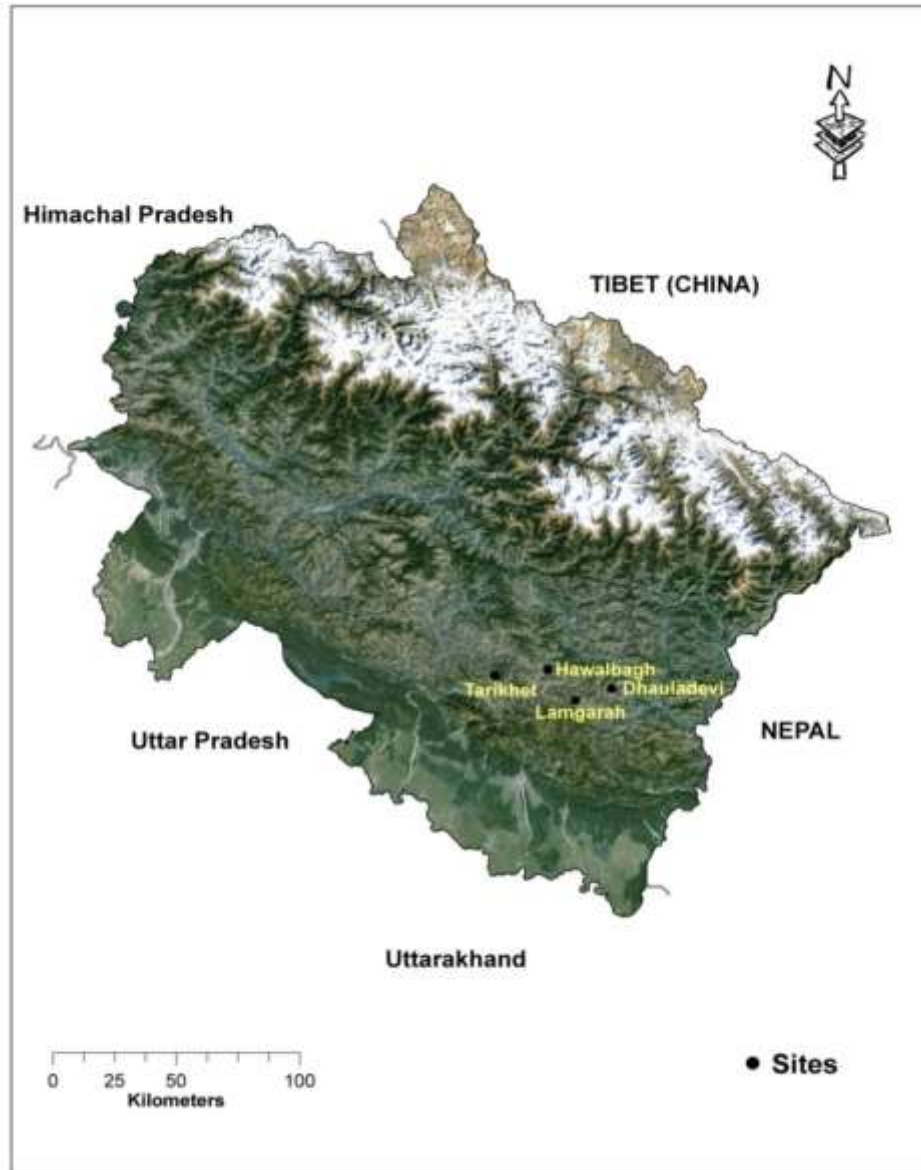 N
Himachal Pradesh
TIBET (CHINA)
Hawalbagh
Tarikhet
Dhauladevi
Lamgarah
NEPAL
Uttar Pradesh
Uttarakhand
Sites
0 25 50 100
Kilometers